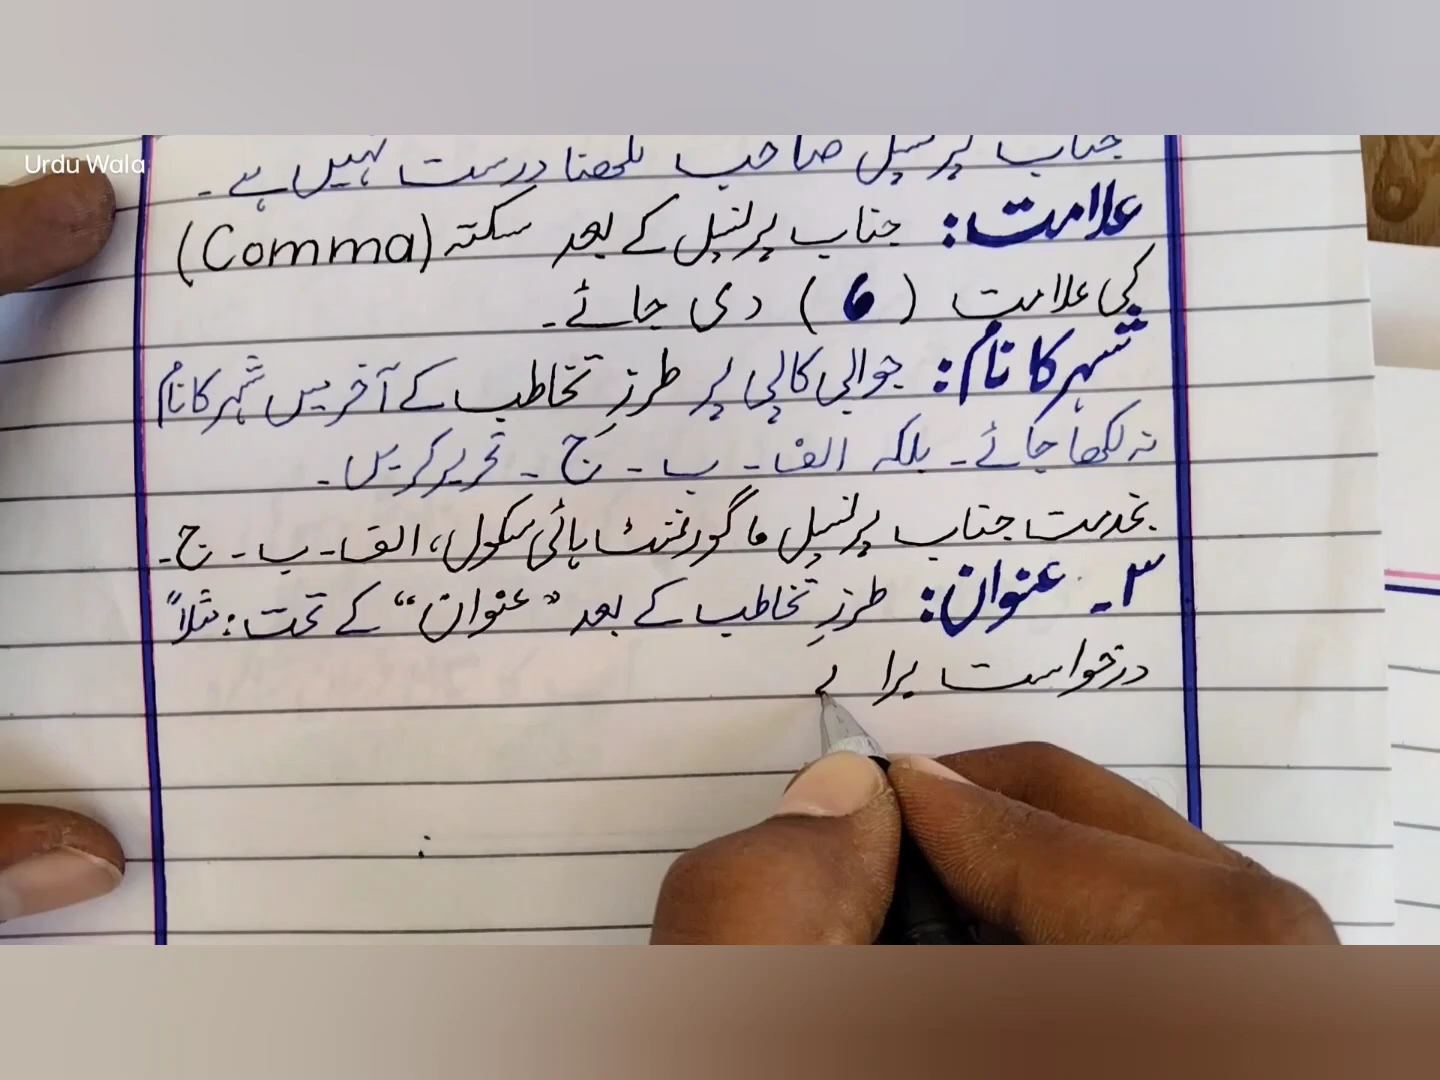 Urdu Wala
جناب پرنسپل صاحب لکھنا درست نہیں ہے۔
علامت: جناب پرنسپل کے بعد سکتہ (Comma)
کی علامت (،) دی جائے۔
شہر کا نام: جوابی کاپی پر طرزِ تخاطب کے آخر میں شہر کا نام
نہ لکھا جائے۔ بلکہ الف۔ ب۔ ج۔ تحریر کریں۔
بخدمت جناب پرنسپل، گورنمنٹ ہائی سکول، الف۔ ب۔ ج۔
۳۔ عنوان: طرزِ تخاطب کے بعد "عنوان" کے تحت: مثلاً
درخواست برا ئے